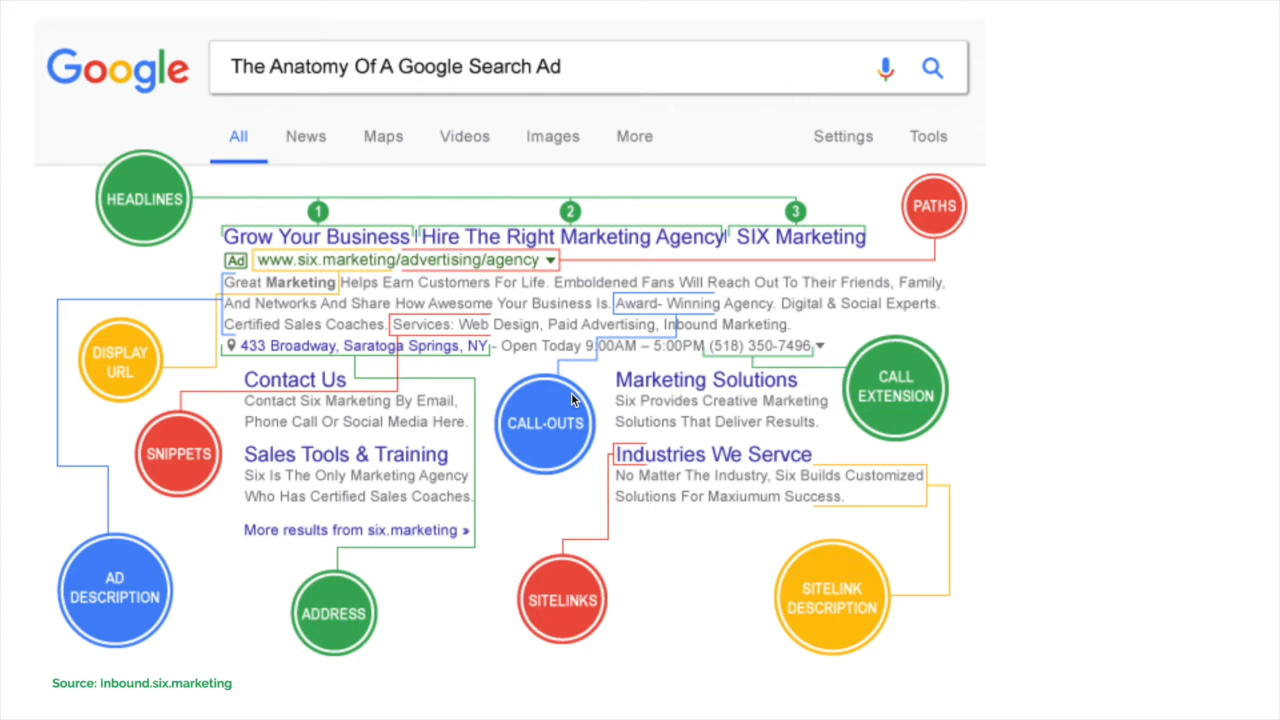 Google
The Anatomy Of A Google Search Ad
All News Maps Videos Images More Settings Tools
HEADLINES
1 2 3
PATHS
Grow Your Business Hire The Right Marketing Agency SIX Marketing
Ad www.six.marketing/advertising/agency
Great Marketing Helps Earn Customers For Life. Emboldened Fans Will Reach Out To Their Friends, Family,
And Networks And Share How Awesome Your Business Is. Award- Winning Agency. Digital & Social Experts.
Certified Sales Coaches. Services: Web Design, Paid Advertising, Inbound Marketing.
433 Broadway, Saratoga Springs, NY - Open Today 9:00AM – 5:00PM (518) 350-7496
DISPLAY
URL
CALL
EXTENSION
Contact Us
Contact Six Marketing By Email,
Phone Call Or Social Media Here.
CALL-OUTS
Marketing Solutions
Six Provides Creative Marketing
Solutions That Deliver Results.
SNIPPETS
Sales Tools & Training
Six Is The Only Marketing Agency
Who Has Certified Sales Coaches.
Industries We Servce
No Matter The Industry, Six Builds Customized
Solutions For Maxiumum Success.
More results from six.marketing »
AD
DESCRIPTION
ADDRESS
SITELINKS
SITELINK
DESCRIPTION
Source: Inbound.six.marketing